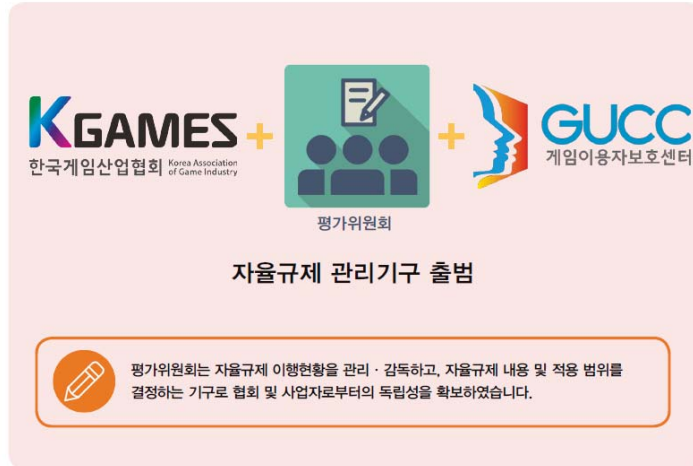 KGAMES
한국게임산업협회 Korea Association of Game Industry
평가위원회
GUCC
게임이용자보호센터
자율규제 관리기구 출범
평가위원회는 자율규제 이행현황을 관리 · 감독하고, 자율규제 내용 및 적용 범위를
결정하는 기구로 협회 및 사업자로부터의 독립성을 확보하였습니다.